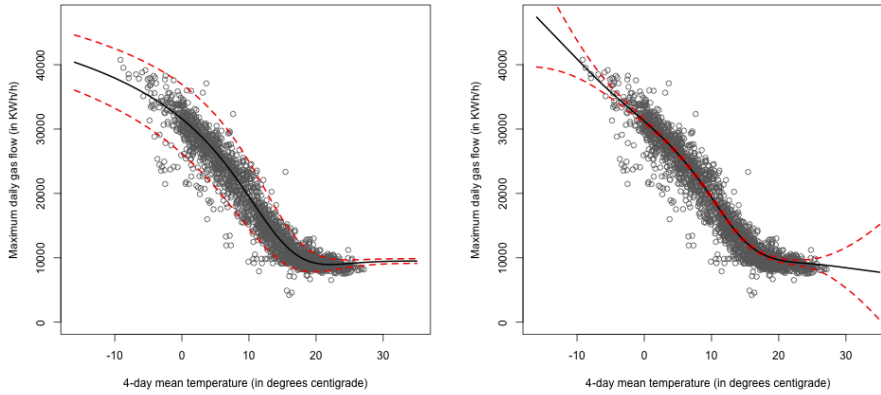 Maximum daily gas flow (in KWh/h)
40000
30000
20000
10000
0
-10 0 10 20 30
4-day mean temperature (in degrees centigrade)
Maximum daily gas flow (in KWh/h)
40000
30000
20000
10000
0
-10 0 10 20 30
4-day mean temperature (in degrees centigrade)